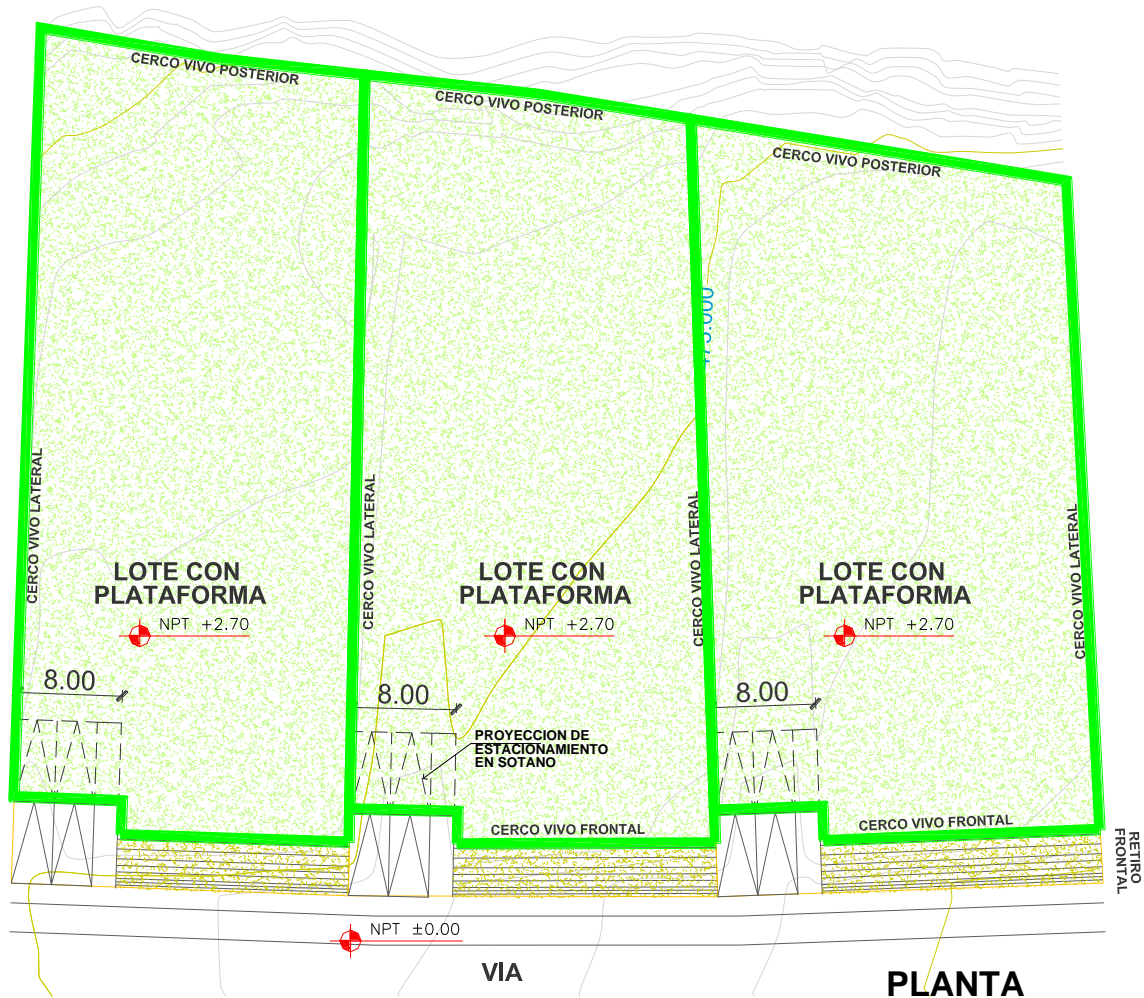 CERCO VIVO POSTERIOR
CERCO VIVO POSTERIOR
CERCO VIVO POSTERIOR
CERCO VIVO LATERAL
CERCO VIVO LATERAL
CERCO VIVO LATERAL
CERCO VIVO LATERAL
LOTE CON
PLATAFORMA
NPT +2.70
LOTE CON
PLATAFORMA
NPT +2.70
LOTE CON
PLATAFORMA
NPT +2.70
8.00
8.00
8.00
PROYECCION DE
ESTACIONAMIENTO
EN SOTANO
CERCO VIVO FRONTAL
CERCO VIVO FRONTAL
RETIRO
FRONTAL
NPT ±0.00
VIA
PLANTA